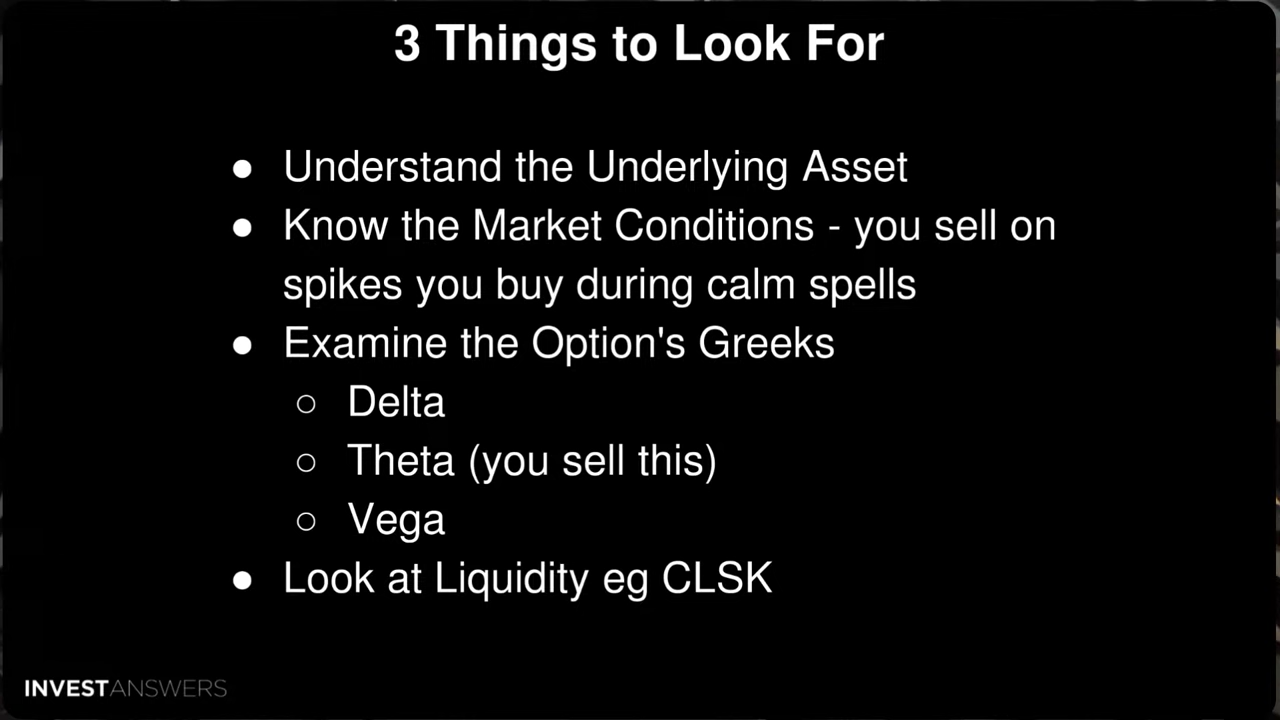 3 Things to Look For
● Understand the Underlying Asset
● Know the Market Conditions - you sell on
spikes you buy during calm spells
● Examine the Option's Greeks
○ Delta
○ Theta (you sell this)
○ Vega
● Look at Liquidity eg CLSK
INVESTANSWERS